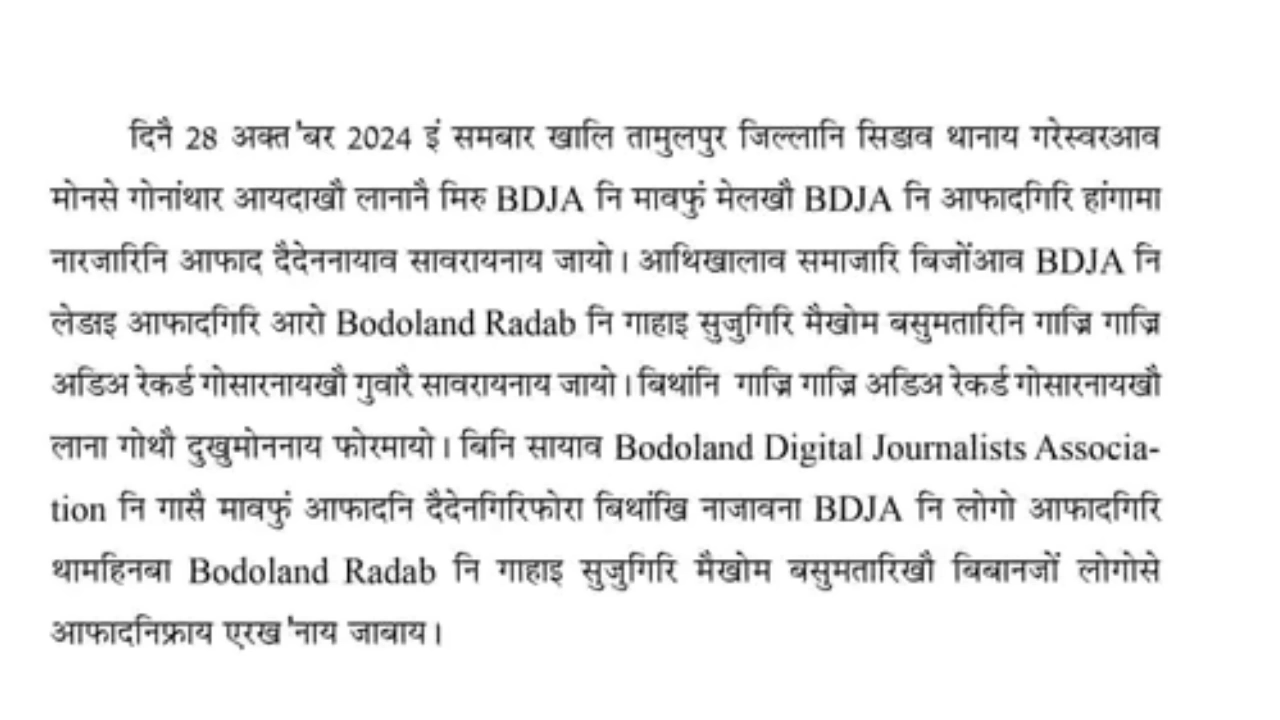 दिनै 28 अक्त'बर 2024 इं समबार खालि तामुलपुर जिल्लानि सिङाव थानाय गरेस्वरआव
मोनसे गोनांथार आयदाखौ लानानै मिरु BDJA नि मावफुं मेलखौ BDJA नि आफादगिरि हांगामा
नारजारिनि आफाद दैदेननायाव सावरायनाय जायो। आथिखालाव समाजारि बिजोंआव BDJA नि
लेङाइ आफादगिरि आरो Bodoland Radab नि गाहाइ सुजुगिरि मैखोम बसुमतारिनि गाज्रि गाज्रि
अडिअ रेकर्ड गोसारनायखौ गुवारै सावरायनाय जायो। बिथांनि गाज्रि गाज्रि अडिअ रेकर्ड गोसारनायखौ
लाना गोथौ दुखुमोननाय फोरमायो। बिनि सायाव Bodoland Digital Journalists Associa-
tion नि गासै मावफुं आफादनि दैदेनगिरिफोरा बिथांखि नाजावना BDJA नि लोगो आफादगिरि
थामहिनबा Bodoland Radab नि गाहाइ सुजुगिरि मैखोम बसुमतारिखौ बिबानजों लोगोसे
आफादनिफ्राय एरख'नाय जाबाय।